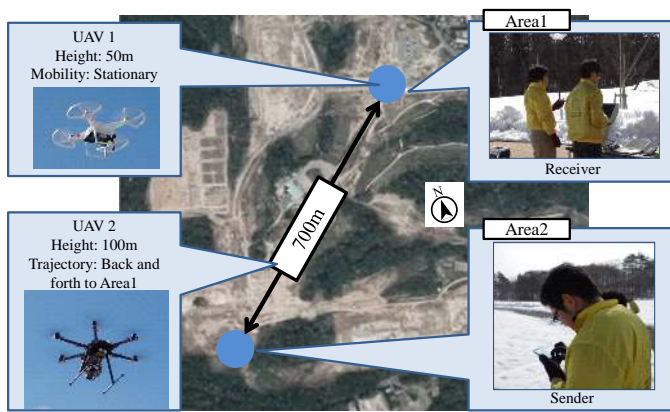 UAV 1
Height: 50m
Mobility: Stationary
Area1
Receiver
700m
N
UAV 2
Height: 100m
Trajectory: Back and
forth to Area1
Area2
Sender